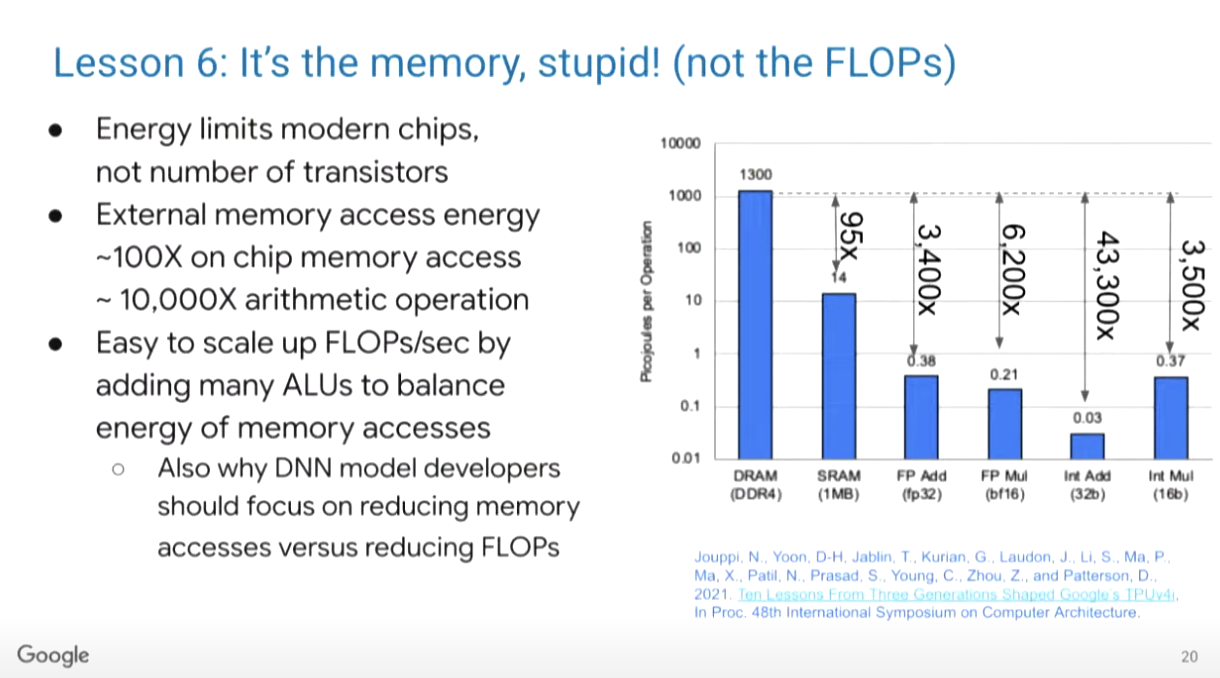 Lesson 6: It's the memory, stupid! (not the FLOPs)
● Energy limits modern chips,
not number of transistors
● External memory access energy
~100X on chip memory access
~ 10,000X arithmetic operation
● Easy to scale up FLOPs/sec by
adding many ALUs to balance
energy of memory accesses
○ Also why DNN model developers
should focus on reducing memory
accesses versus reducing FLOPs
Picojoules per Operation
10000
1000
100
10
1
0.1
0.01
1300
14
0.38
0.21
0.03
0.37
95x
3,400x
6,200x
43,300x
3,500x
DRAM
(DDR4)
SRAM
(1MB)
FP Add
(fp32)
FP Mul
(bf16)
Int Add
(32b)
Int Mul
(16b)
Jouppi, N., Yoon, D-H, Jablin, T., Kurian, G., Laudon, J., Li, S., Ma, P.,
Ma, X., Patil, N., Prasad, S., Young, C., Zhou, Z., and Patterson, D.,
2021. Ten Lessons From Three Generations Shaped Google's TPUv4i.
In Proc. 48th International Symposium on Computer Architecture.
Google
20